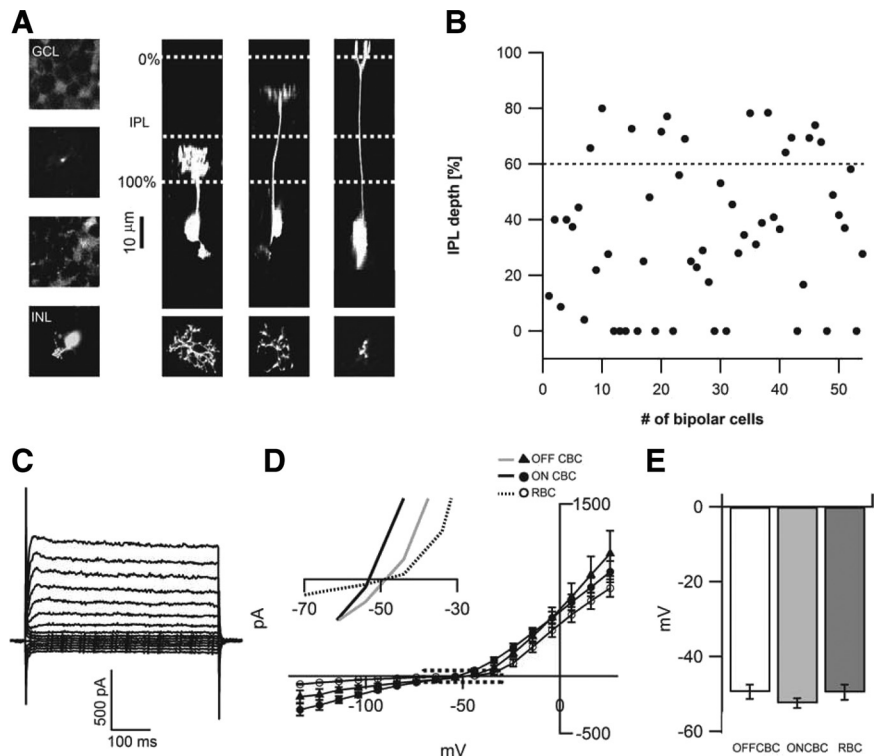 A
GCL
0%
IPL
100%
10 µm
INL
B
100
80
60
40
20
0
IPL depth [%]
0 10 20 30 40 50
# of bipolar cells
C
500 pA
100 ms
D
OFF CBC
ON CBC
RBC
1500
-70 -50 -30
pA
-100 -50 0
-500
mV
E
0
-20
-40
-60
mV
OFFCBC ONCBC RBC